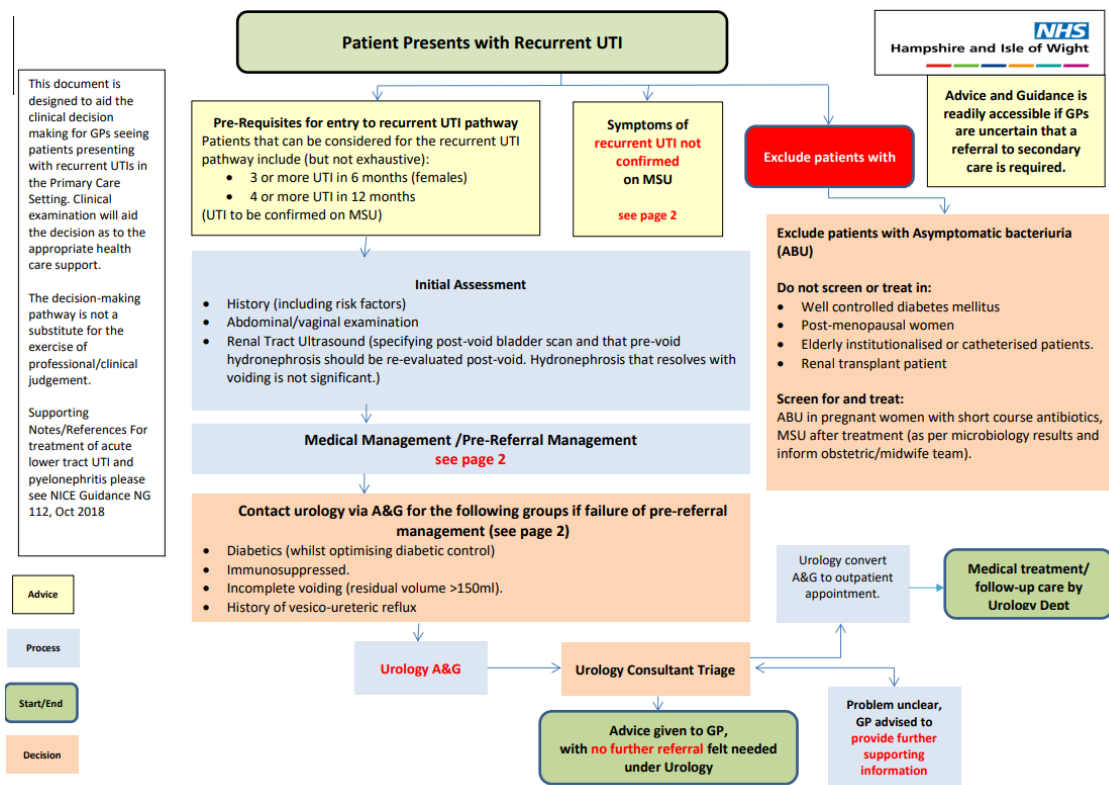 Patient Presents with Recurrent UTI
NHS
Hampshire and Isle of Wight
This document is
designed to aid the
clinical decision
making for GPs seeing
patients presenting
with recurrent UTIs in
the Primary Care
Setting. Clinical
examination will aid
the decision as to the
appropriate health
care support.
The decision-making
pathway is not a
substitute for the
exercise of
professional/clinical
judgement.
Supporting
Notes/References For
treatment of acute
lower tract UTI and
pyelonephritis please
see NICE Guidance NG
112, Oct 2018
Pre-Requisites for entry to recurrent UTI pathway
Patients that can be considered for the recurrent UTI
pathway include (but not exhaustive):
• 3 or more UTI in 6 months (females)
• 4 or more UTI in 12 months
(UTI to be confirmed on MSU)
Symptoms of
recurrent UTI not
confirmed
on MSU
see page 2
Exclude patients with
Advice and Guidance is
readily accessible if GPs
are uncertain that a
referral to secondary
care is required.
Exclude patients with Asymptomatic bacteriuria
(ABU)
Do not screen or treat in:
• Well controlled diabetes mellitus
• Post-menopausal women
• Elderly institutionalised or catheterised patients.
• Renal transplant patient
Screen for and treat:
ABU in pregnant women with short course antibiotics,
MSU after treatment (as per microbiology results and
inform obstetric/midwife team).
Initial Assessment
• History (including risk factors)
• Abdominal/vaginal examination
• Renal Tract Ultrasound (specifying post-void bladder scan and that pre-void
hydronephrosis should be re-evaluated post-void. Hydronephrosis that resolves with
voiding is not significant.)
Medical Management /Pre-Referral Management
see page 2
Contact urology via A&G for the following groups if failure of pre-referral
management (see page 2)
• Diabetics (whilst optimising diabetic control)
• Immunosuppressed.
• Incomplete voiding (residual volume >150ml).
• History of vesico-ureteric reflux
Urology A&G
Urology Consultant Triage
Urology convert
A&G to outpatient
appointment.
Medical treatment/
follow-up care by
Urology Dept
Advice given to GP,
with no further referral felt needed
under Urology
Problem unclear,
GP advised to
provide further
supporting
information
Advice
Process
Start/End
Decision